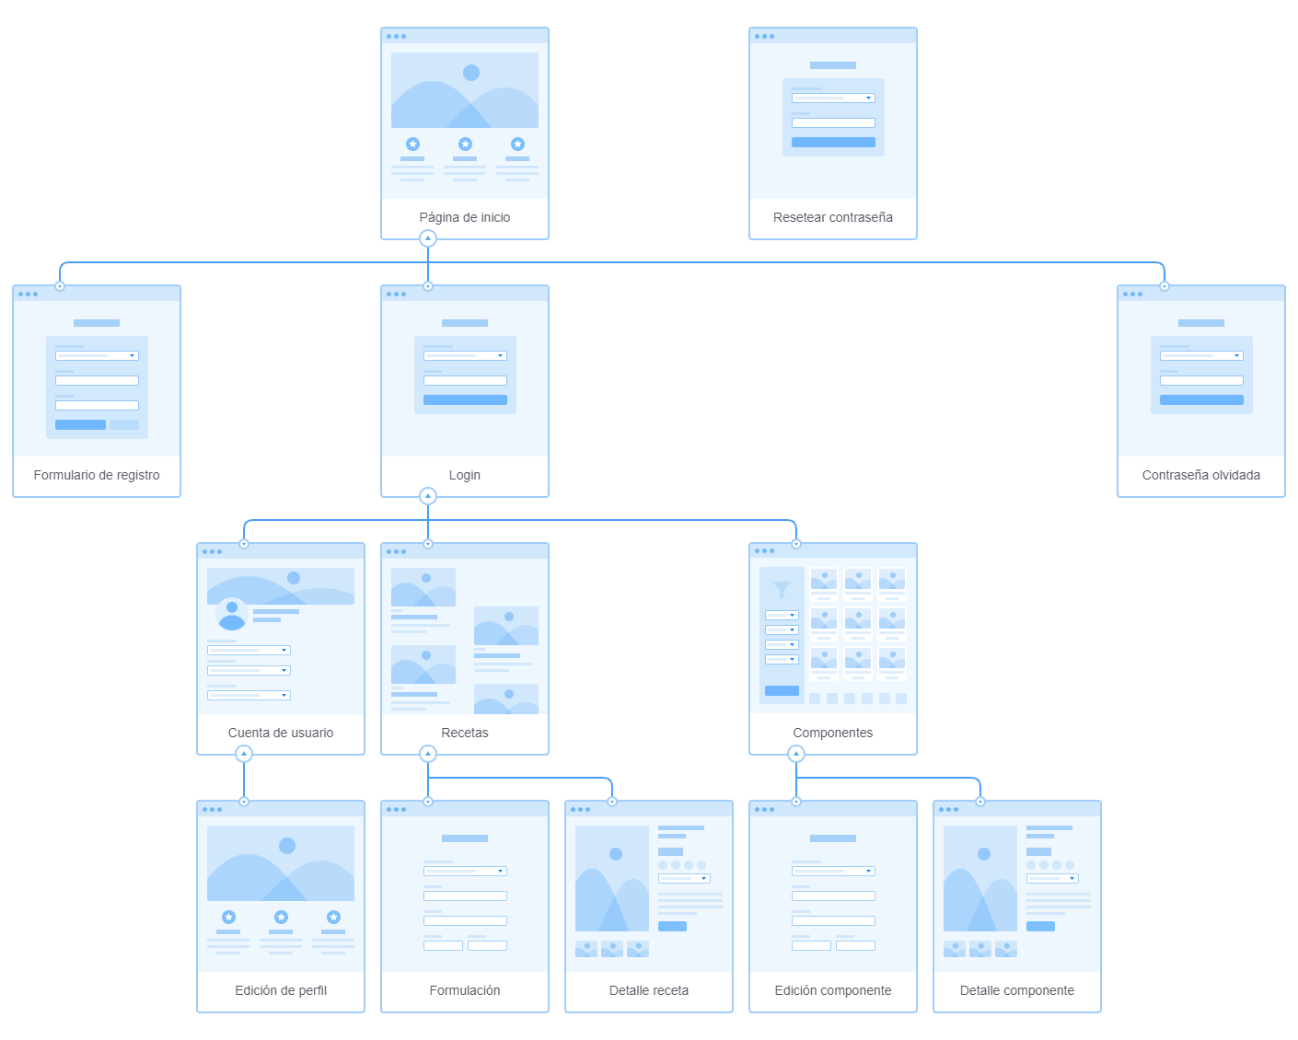 Página de inicio
Resetear contraseña
Formulario de registro
Login
Contraseña olvidada
Cuenta de usuario
Recetas
Componentes
Edición de perfil
Formulación
Detalle receta
Edición componente
Detalle componente